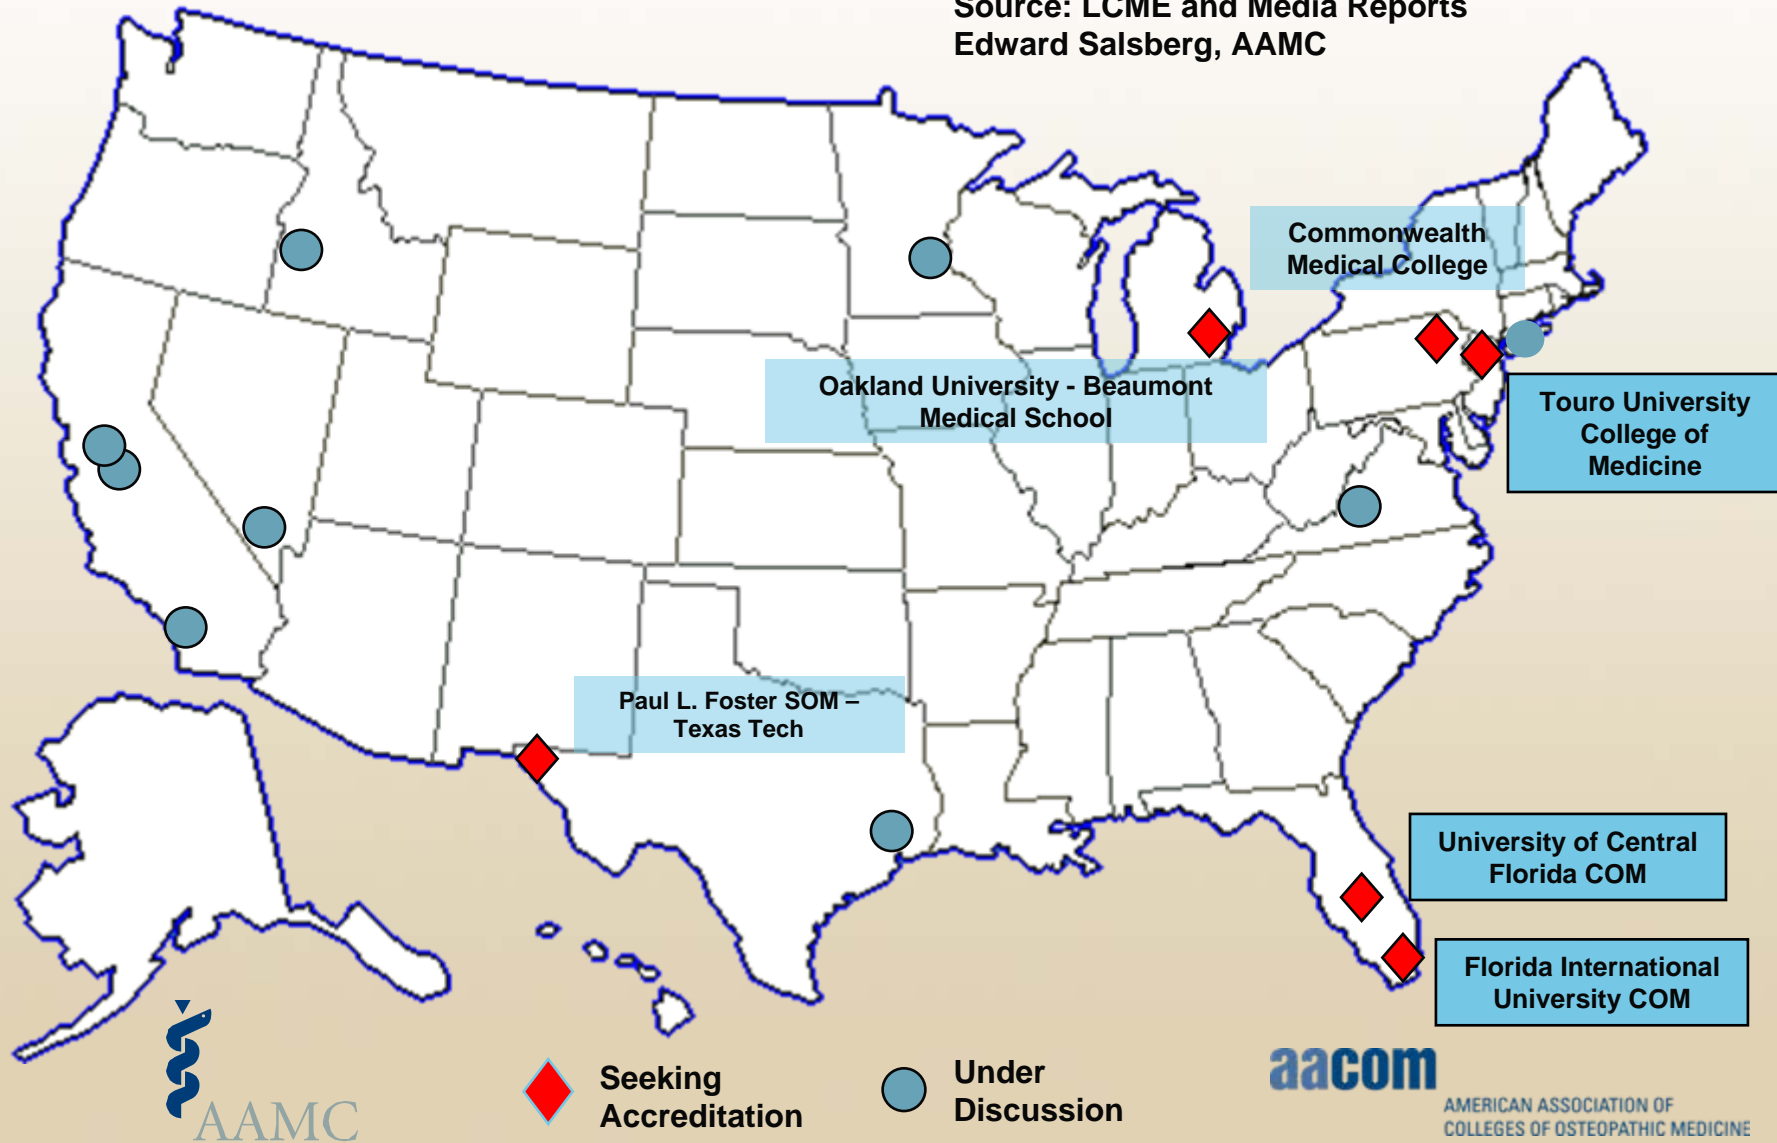 Source: LCME and Media Reports
Edward Salsberg, AAMC
Commonwealth
Medical College
Oakland University - Beaumont
Medical School
Touro University
College of
Medicine
Paul L. Foster SOM –
Texas Tech
University of Central
Florida COM
Florida International
University COM
Seeking
Accreditation
Under
Discussion
AAMC
aacom
AMERICAN ASSOCIATION OF
COLLEGES OF OSTEOPATHIC MEDICINE